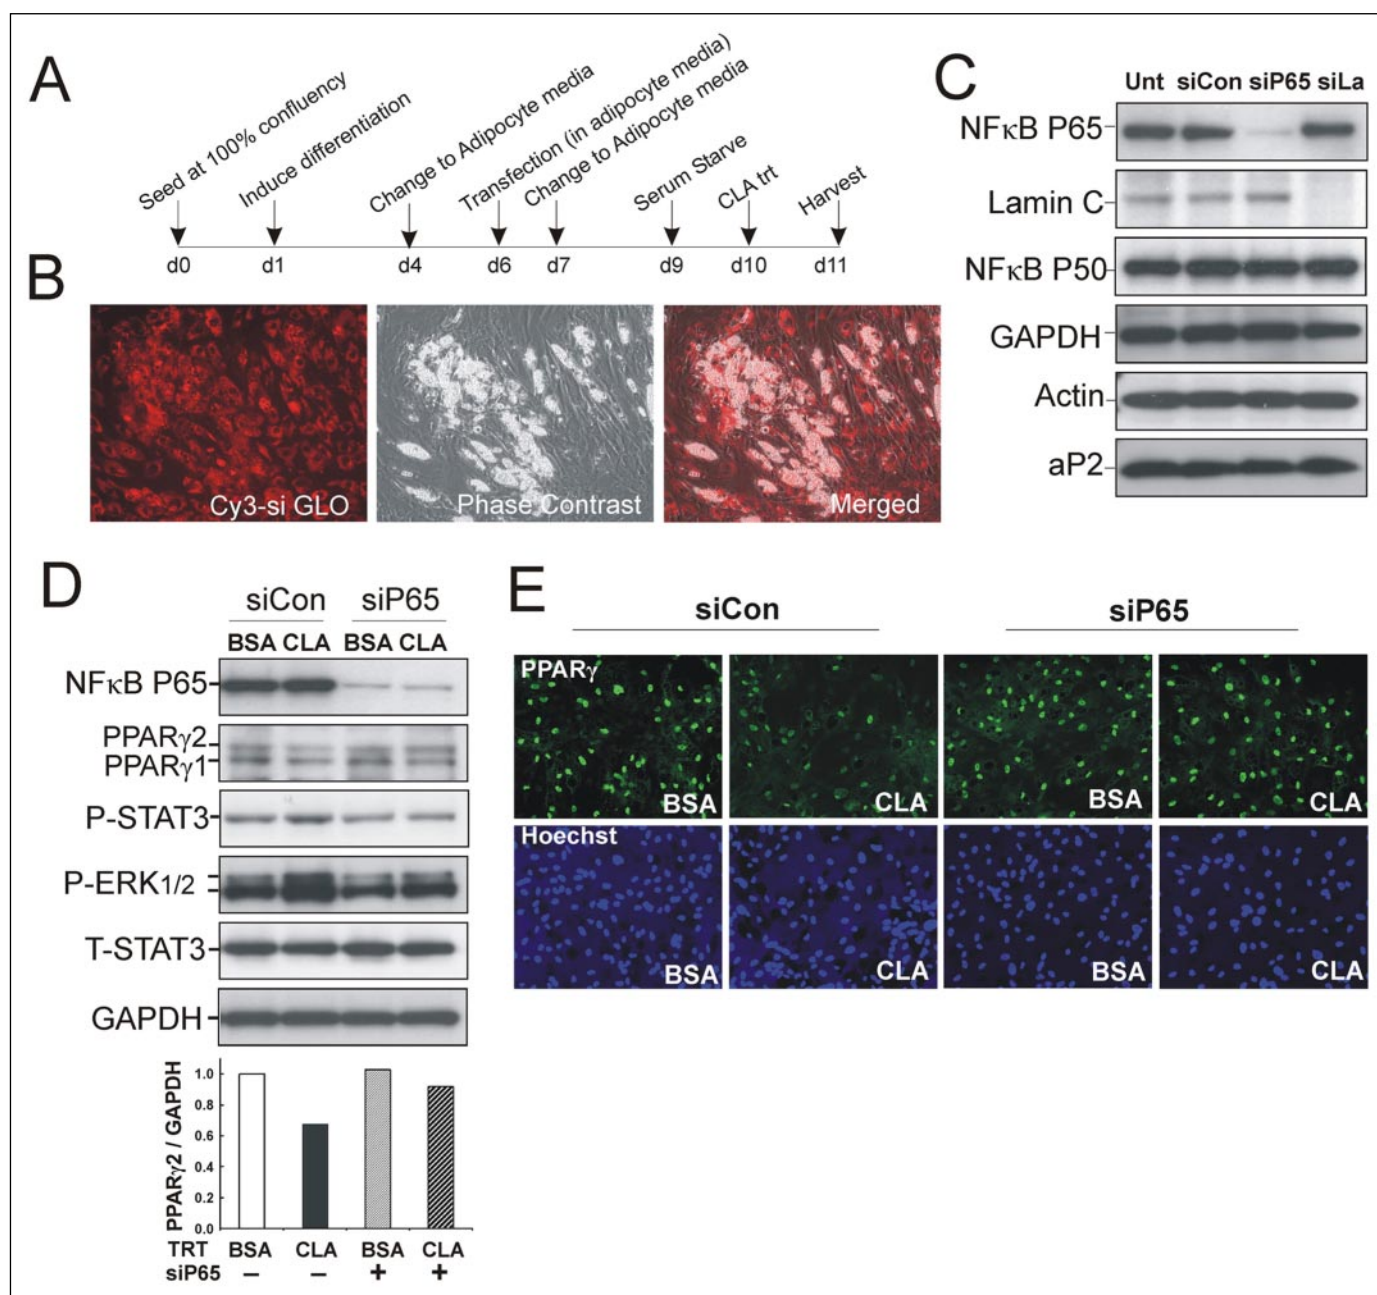 A
Seed at 100% confluency
Induce differentiation
Change to Adipocyte media
Transfection (in adipocyte media)
Change to Adipocyte media
Serum Starve
CLA trt
Harvest
d0 d1 d4 d6 d7 d9 d10 d11
B
Cy3-si GLO
Phase Contrast
Merged
C
Unt siCon siP65 siLa
NFκB P65
Lamin C
NFκB P50
GAPDH
Actin
aP2
D
siCon siP65
BSA CLA BSA CLA
NFκB P65
PPARγ2
PPARγ1
P-STAT3
P-ERK1/2
T-STAT3
GAPDH
PPARγ2 / GAPDH
1.0
0.8
0.6
0.4
0.2
0.0
TRT BSA CLA BSA CLA
siP65 – – + +
E
siCon siP65
PPARγ
BSA CLA BSA CLA
Hoechst
BSA CLA BSA CLA